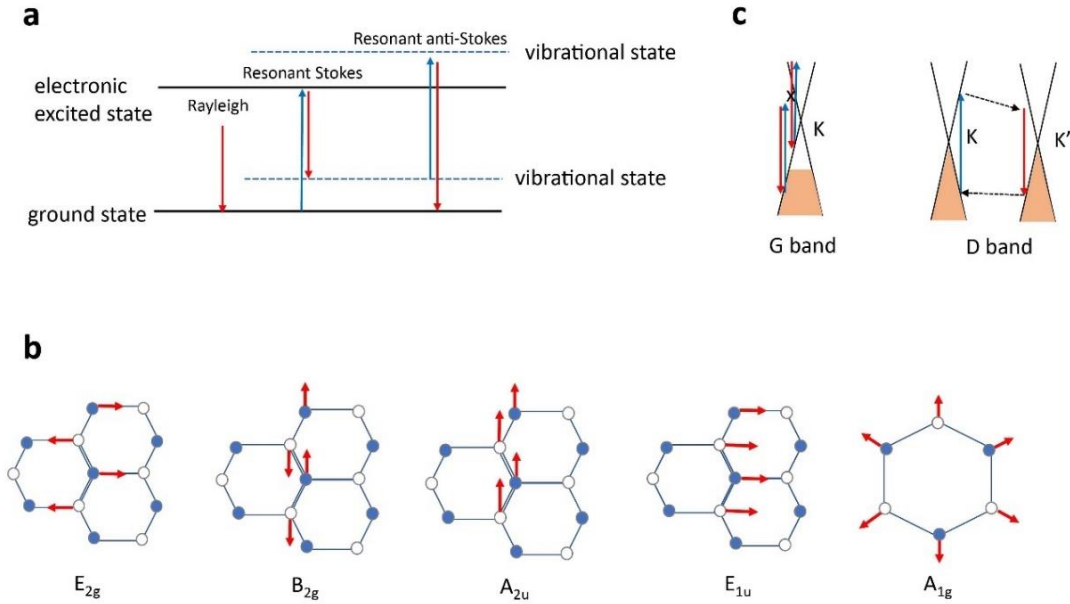 a
Resonant anti-Stokes
vibrational state
Resonant Stokes
electronic
excited state
Rayleigh
vibrational state
ground state
c
x
K
G band
K
K’
D band
b
E2g
B2g
A2u
E1u
A1g